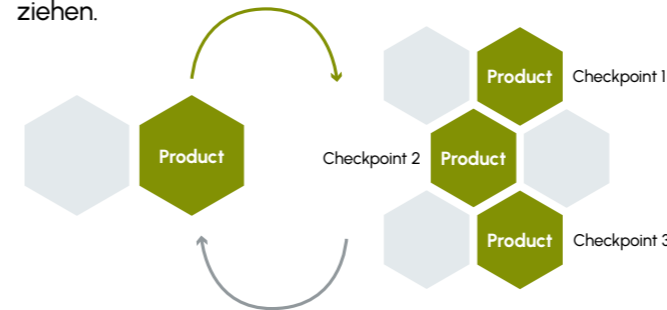 ziehen.
Product Checkpoint 1
Product
Checkpoint 2 Product
Product Checkpoint 3